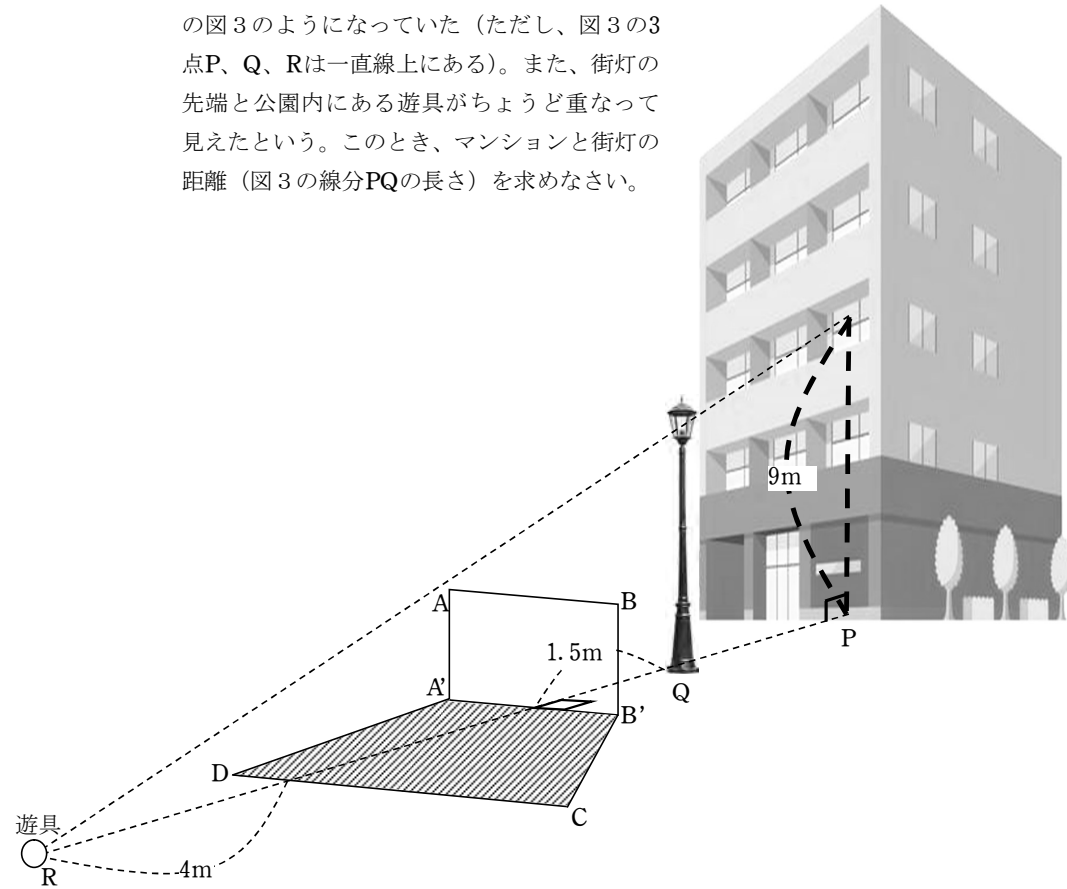 の図３のようになっていた（ただし、図３の3
点P、Q、Rは一直線上にある）。また、街灯の
先端と公園内にある遊具がちょうど重なって
見えたという。このとき、マンションと街灯の
距離（図３の線分PQの長さ）を求めなさい。
9m
A
B
P
1.5m
A'
Q
B'
D
C
遊具
4m
R